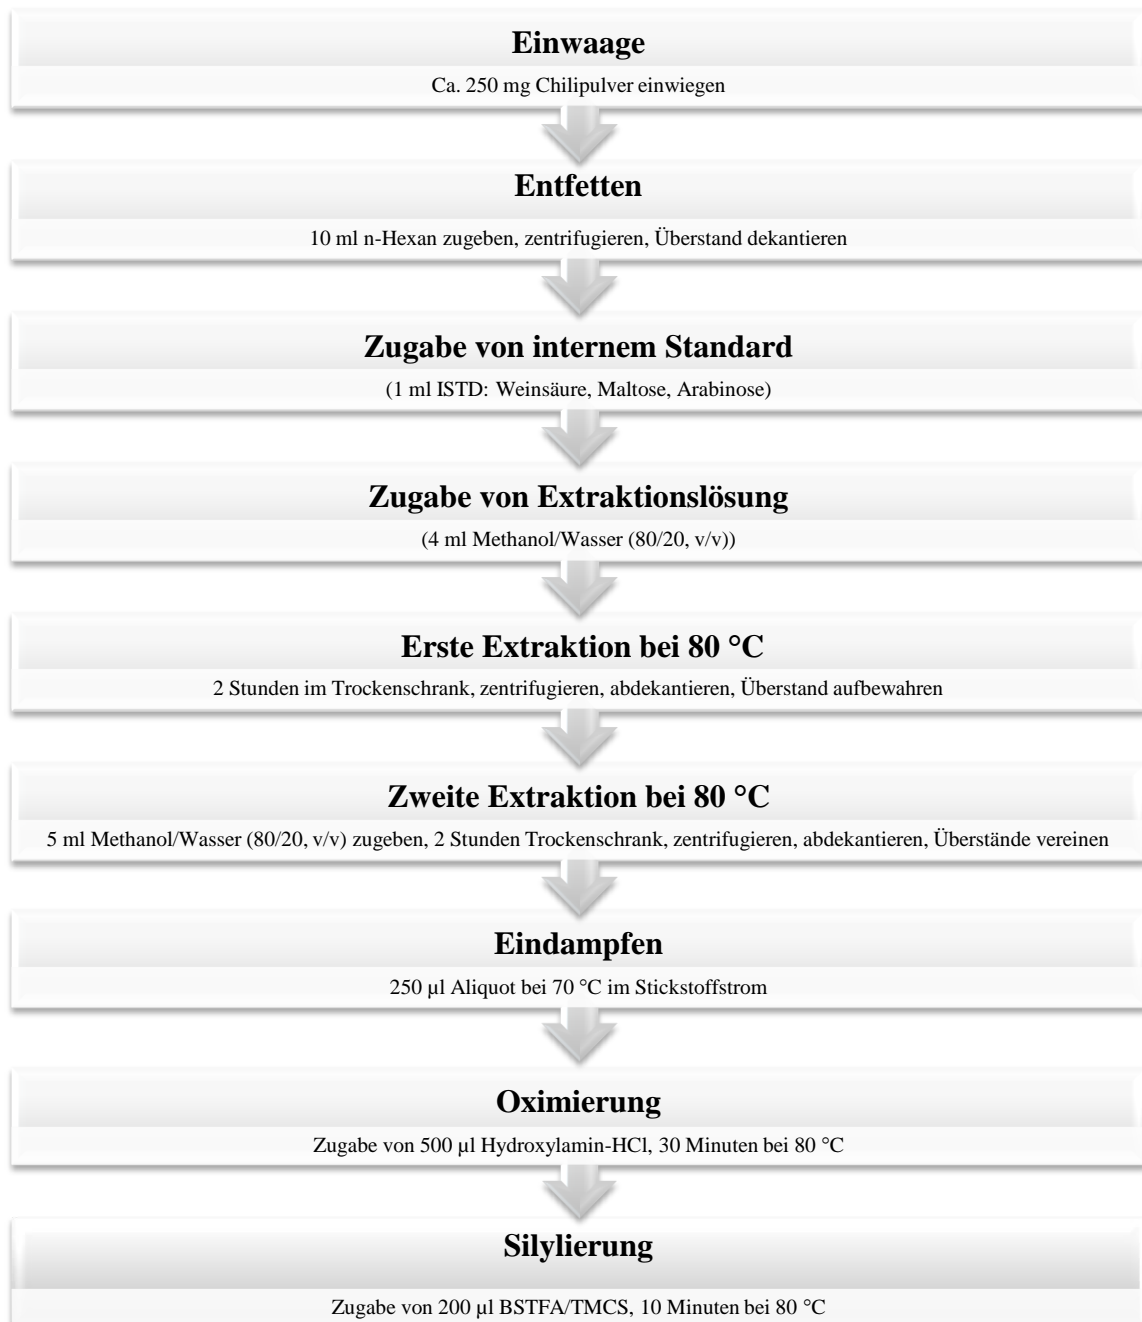 Einwaage
Ca. 250 mg Chilipulver einwiegen
Entfetten
10 ml n-Hexan zugeben, zentrifugieren, Überstand dekantieren
Zugabe von internem Standard
(1 ml ISTD: Weinsäure, Maltose, Arabinose)
Zugabe von Extraktionslösung
(4 ml Methanol/Wasser (80/20, v/v))
Erste Extraktion bei 80 °C
2 Stunden im Trockenschrank, zentrifugieren, abdekantieren, Überstand aufbewahren
Zweite Extraktion bei 80 °C
5 ml Methanol/Wasser (80/20, v/v) zugeben, 2 Stunden Trockenschrank, zentrifugieren, abdekantieren, Überstände vereinen
Eindampfen
250 µl Aliquot bei 70 °C im Stickstoffstrom
Oximierung
Zugabe von 500 µl Hydroxylamin-HCl, 30 Minuten bei 80 °C
Silylierung
Zugabe von 200 µl BSTFA/TMCS, 10 Minuten bei 80 °C